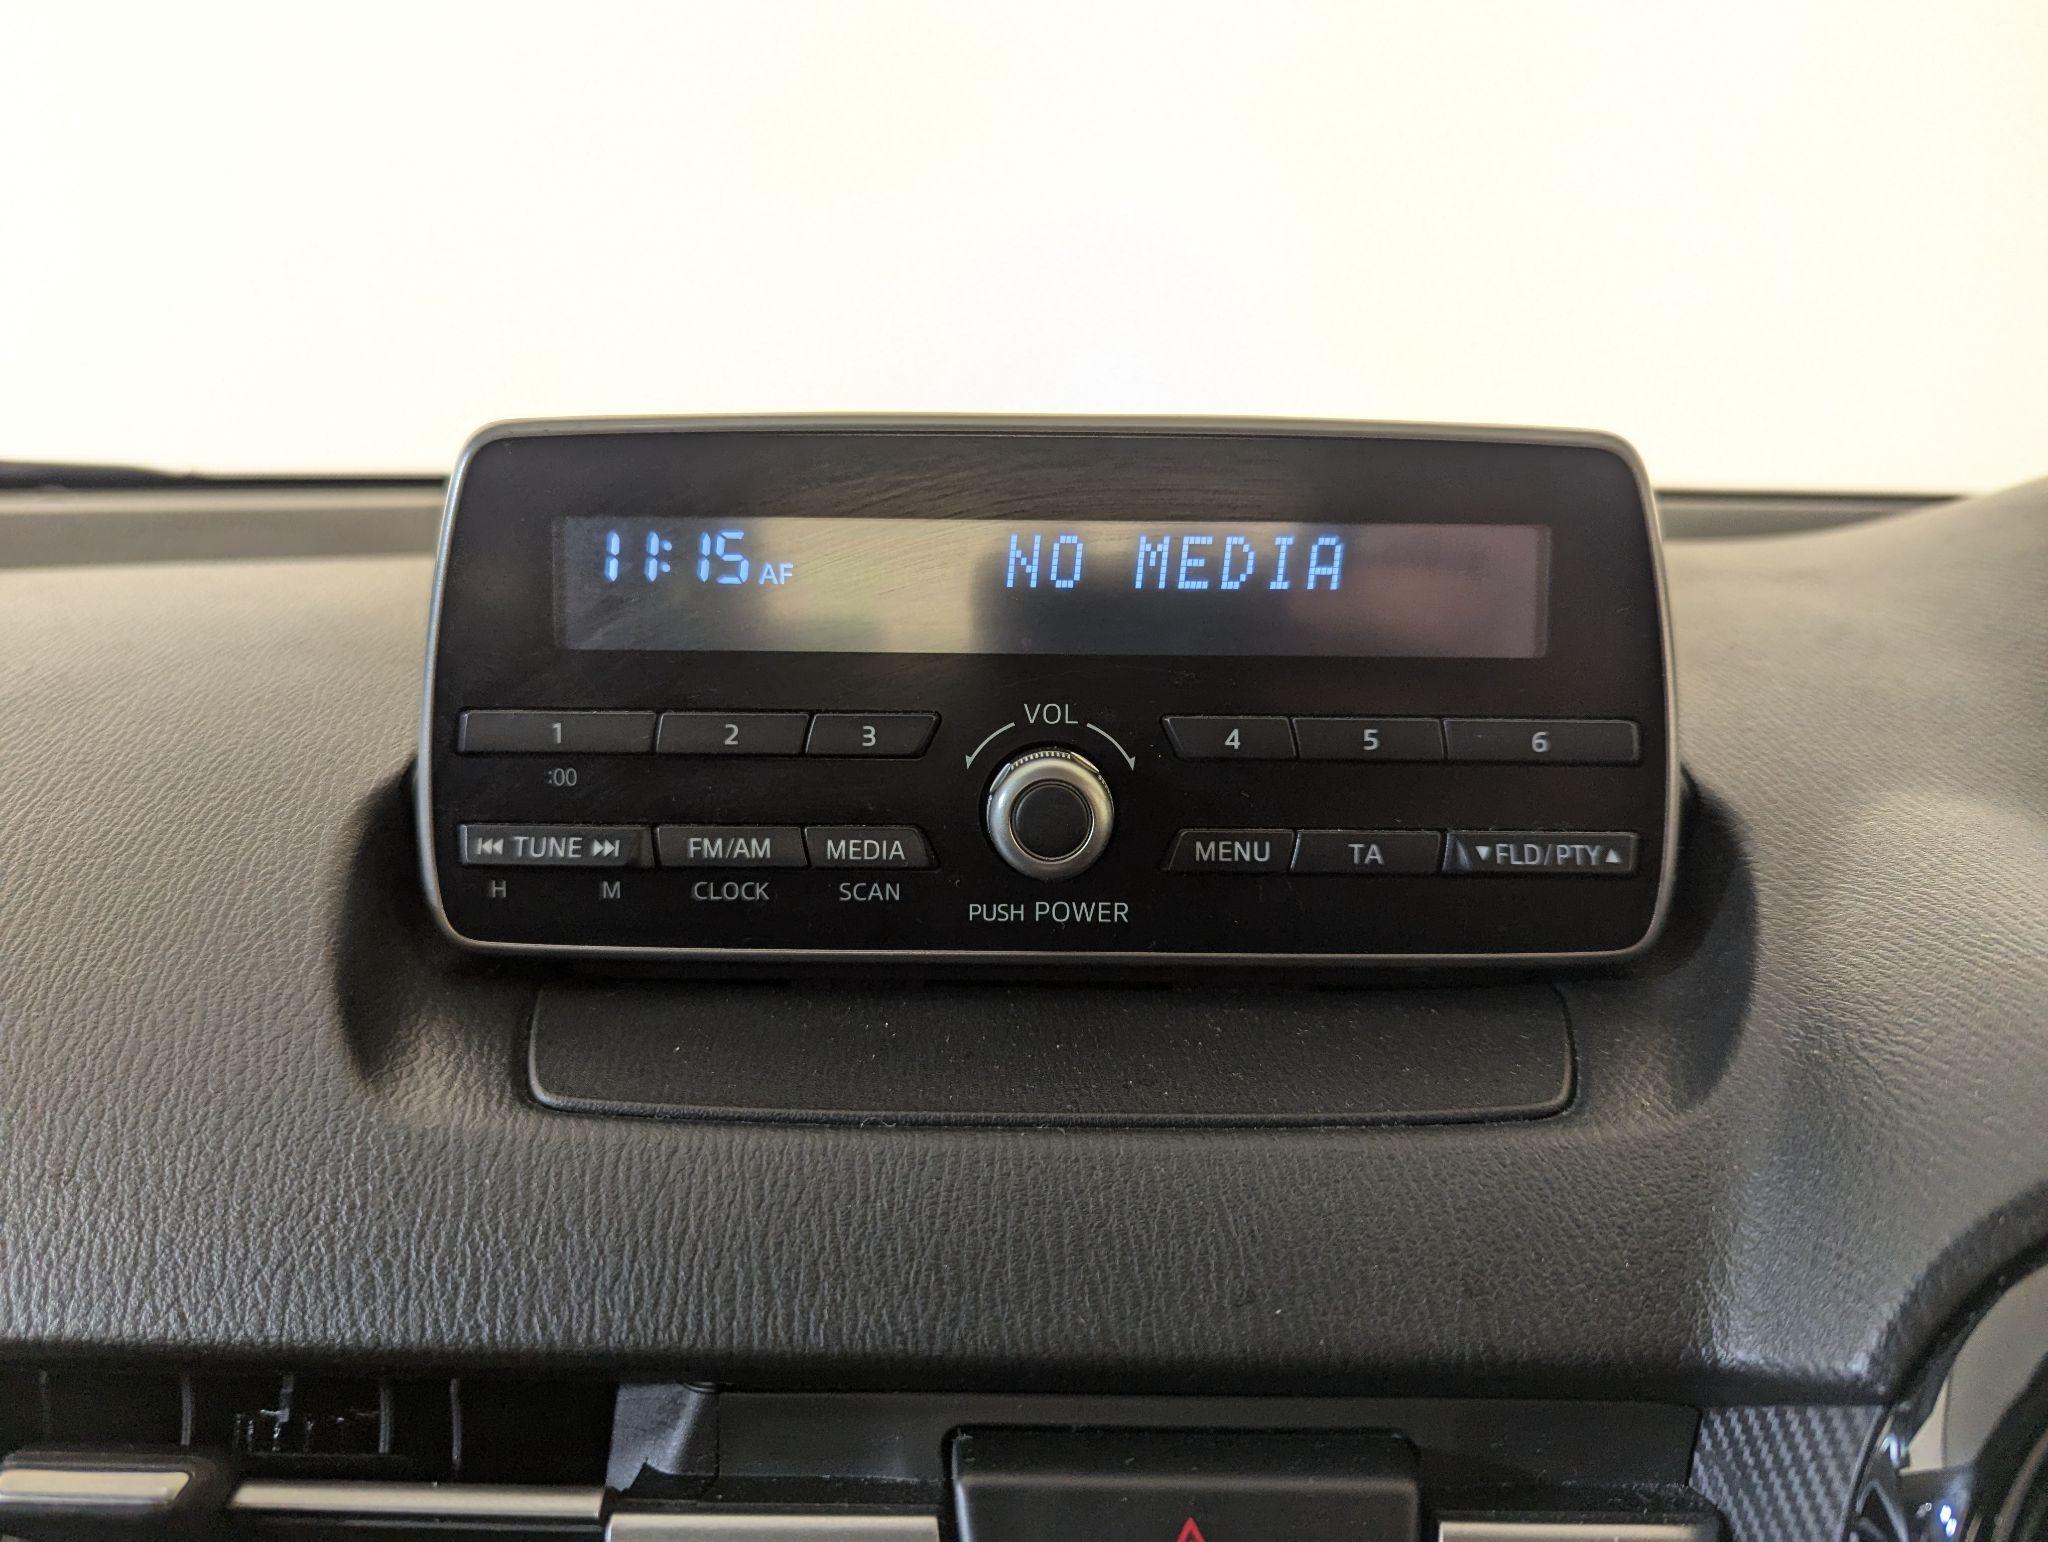 11:15 AF NO MEDIA
VOL
1 2 3 4 5 6
:00
⏮ TUNE ⏭ FM/AM MEDIA MENU TA ▼FLD/PTY▲
H M CLOCK SCAN
PUSH POWER